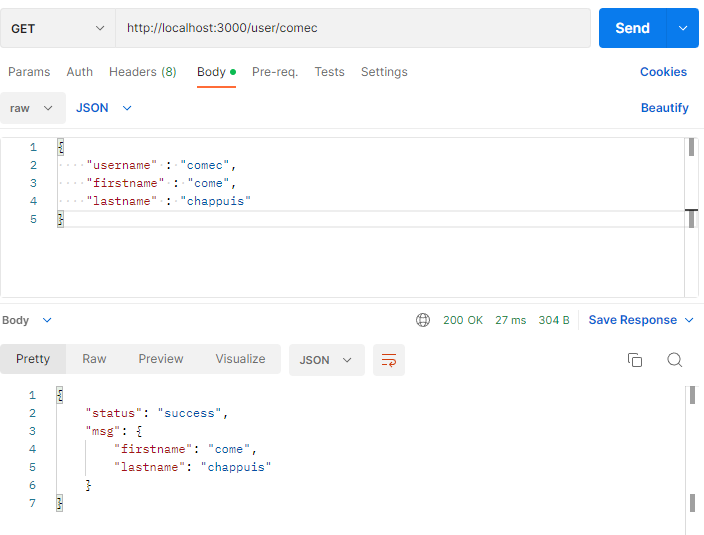 GET http://localhost:3000/user/comec Send
Params Auth Headers (8) Body Pre-req. Tests Settings Cookies
raw JSON Beautify
1 {
2 "username" : "comec",
3 "firstname" : "come",
4 "lastname" : "chappuis"
5 }
Body 200 OK 27 ms 304 B Save Response
Pretty Raw Preview Visualize JSON
1 {
2 "status": "success",
3 "msg": {
4 "firstname": "come",
5 "lastname": "chappuis"
6 }
7 }